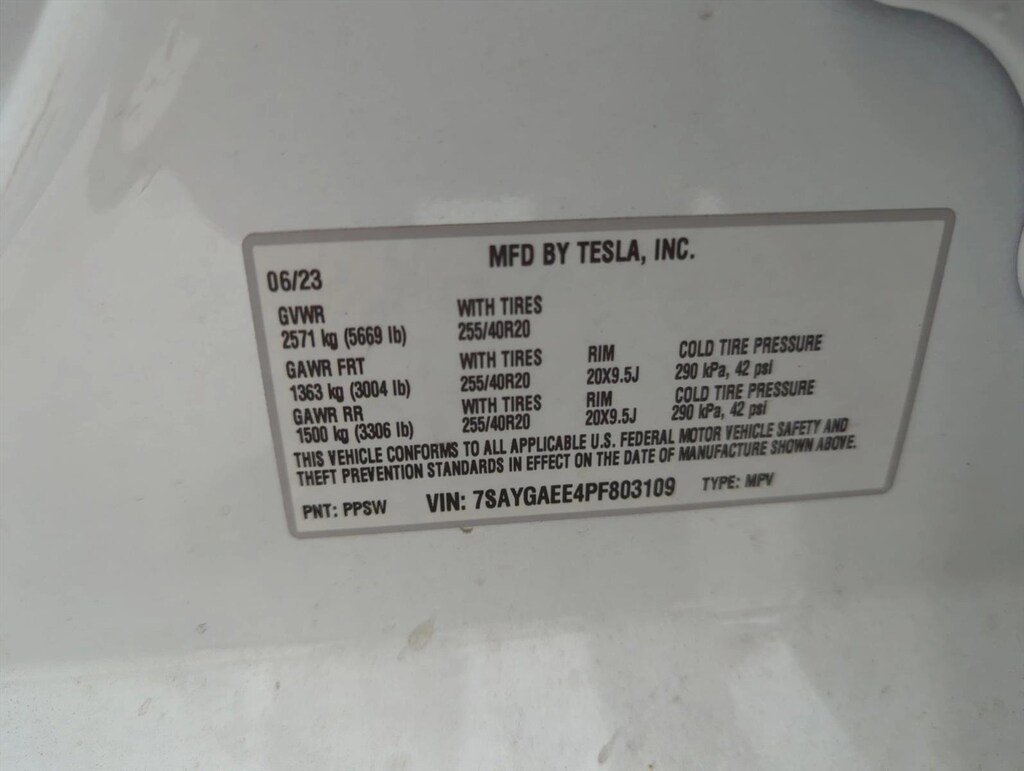 MFD BY TESLA, INC.
06/23
GVWR WITH TIRES
2571 kg (5669 lb) 255/40R20
GAWR FRT WITH TIRES RIM COLD TIRE PRESSURE
1363 kg (3004 lb) 255/40R20 20X9.5J 290 kPa, 42 psi
GAWR RR WITH TIRES RIM COLD TIRE PRESSURE
1500 kg (3306 lb) 255/40R20 20X9.5J 290 kPa, 42 psi
THIS VEHICLE CONFORMS TO ALL APPLICABLE U.S. FEDERAL MOTOR VEHICLE SAFETY AND
THEFT PREVENTION STANDARDS IN EFFECT ON THE DATE OF MANUFACTURE SHOWN ABOVE.
PNT: PPSW VIN: 7SAYGAEE4PF803109 TYPE: MPV